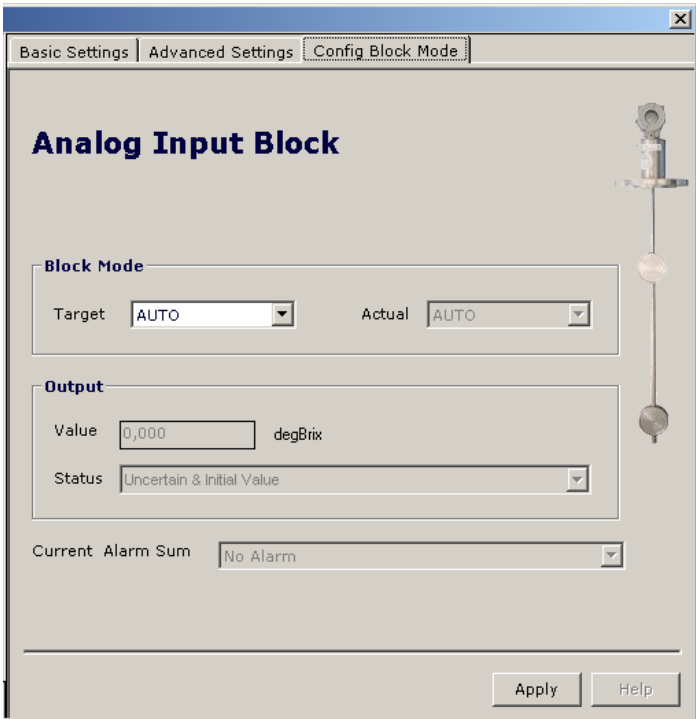 Basic Settings Advanced Settings Config Block Mode
Analog Input Block
Block Mode
Target AUTO Actual AUTO
Output
Value 0,000 degBrix
Status Uncertain & Initial Value
Current Alarm Sum No Alarm
Apply Help